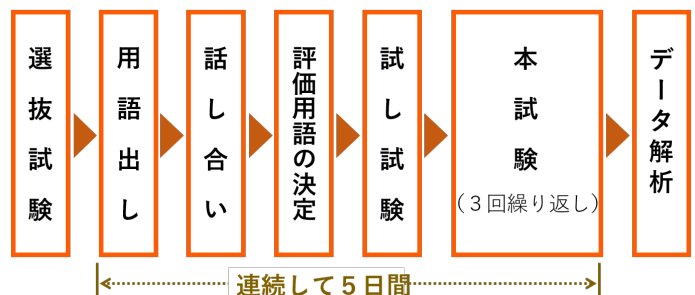 選抜試験
用語出し
話し合い
評価用語の決定
試し試験
本試験
（３回繰り返し）
データ解析
連続して５日間